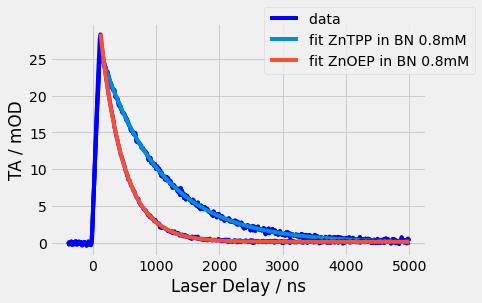 data
fit ZnTPP in BN 0.8mM
fit ZnOEP in BN 0.8mM
TA / mOD
25
20
15
10
5
0
0 1000 2000 3000 4000 5000
Laser Delay / ns